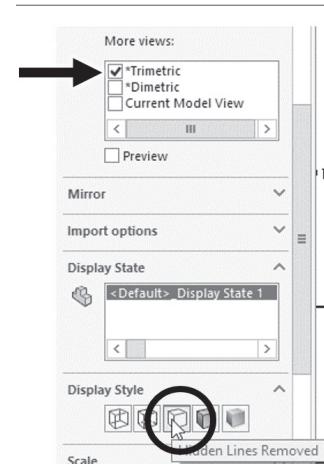 More views:
*Trimetric
*Dimetric
Current Model View
Preview
Mirror
Import options
Display State
<Default>_Display State 1
Display Style
Hidden Lines Removed
Scale